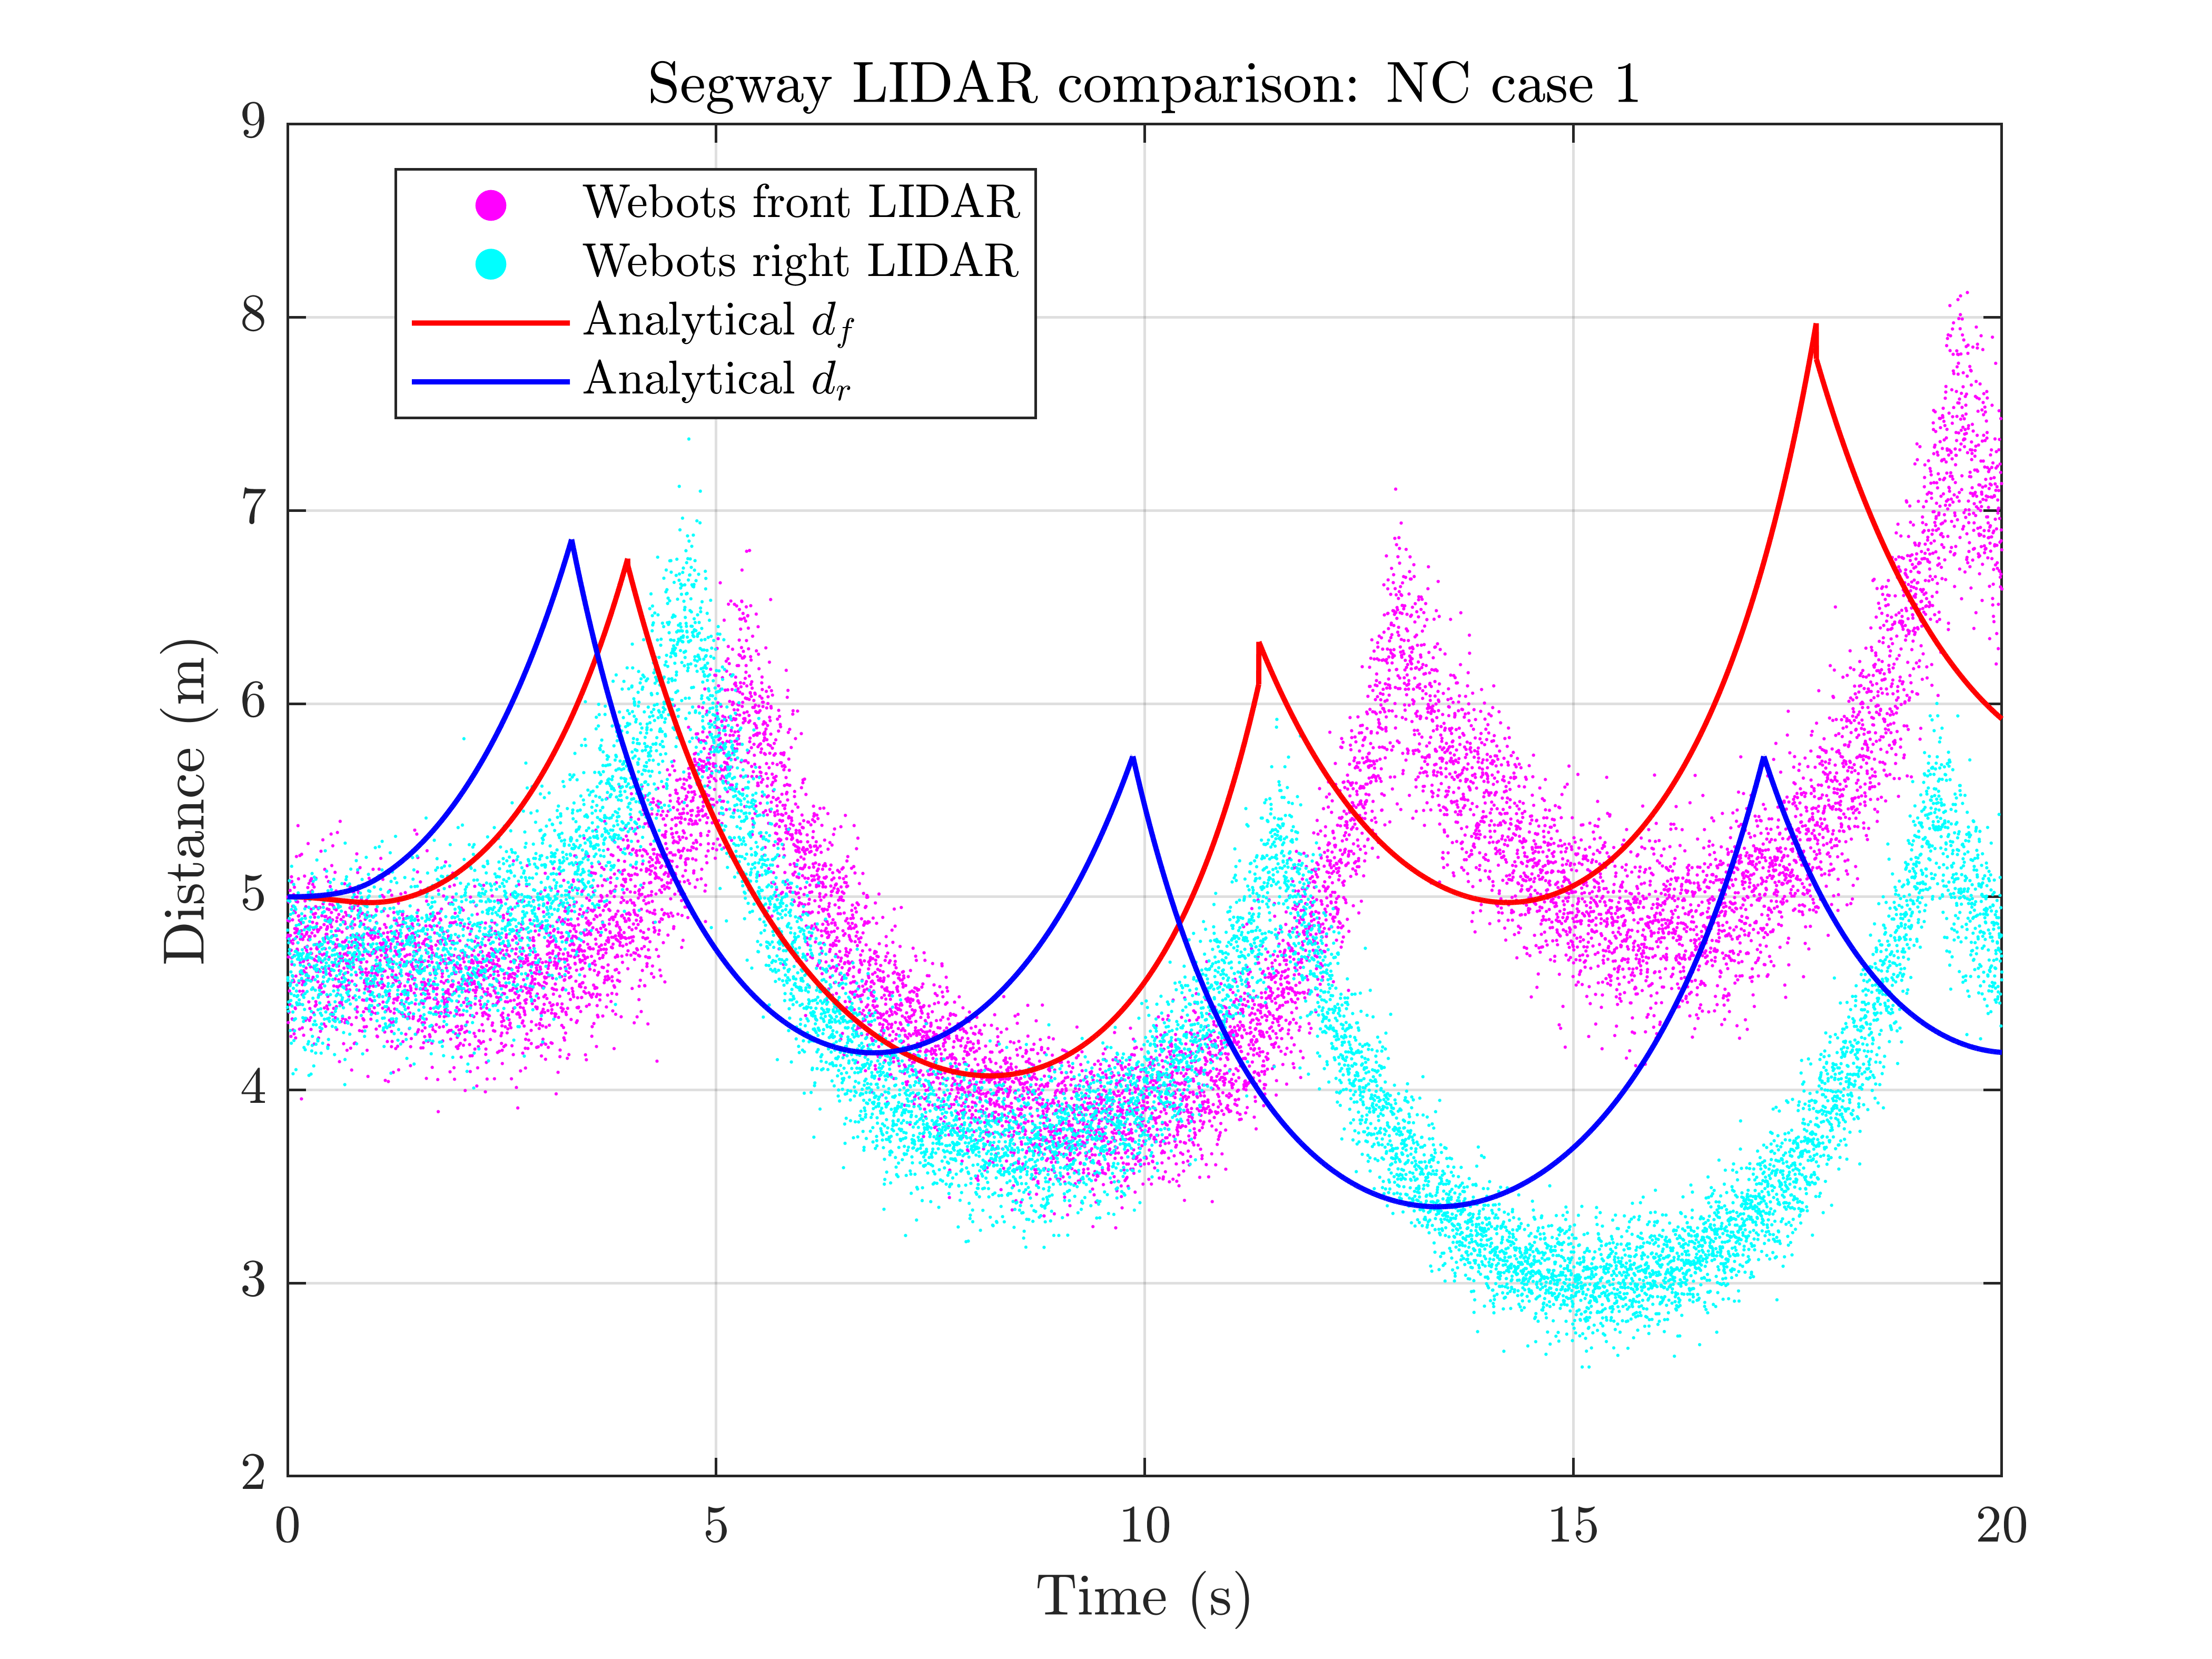 Segway LIDAR comparison: NC case 1
9
8
7
6
5
4
3
2
Distance (m)
Webots front LIDAR
Webots right LIDAR
Analytical d_f
Analytical d_r
0 5 10 15 20
Time (s)